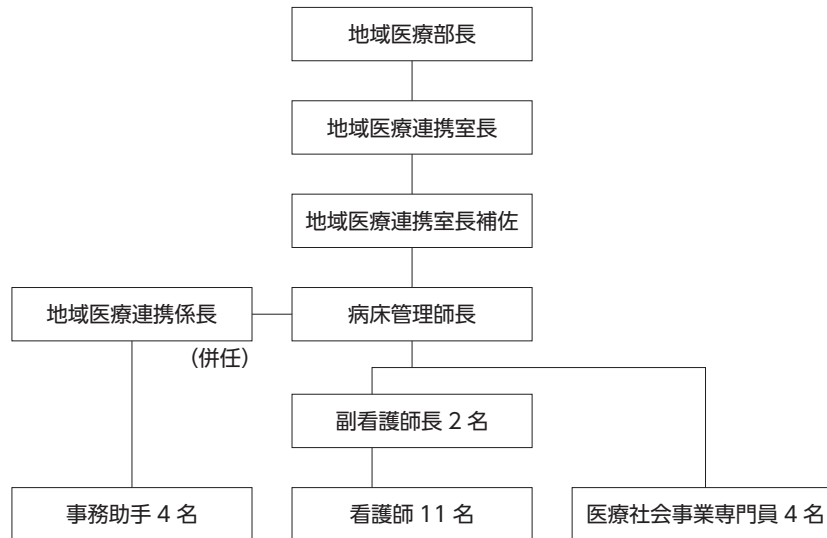 地域医療部長
地域医療連携室長
地域医療連携室長補佐
地域医療連携係長
病床管理師長
(併任)
副看護師長 2 名
事務助手 4 名
看護師 11 名
医療社会事業専門員 4 名